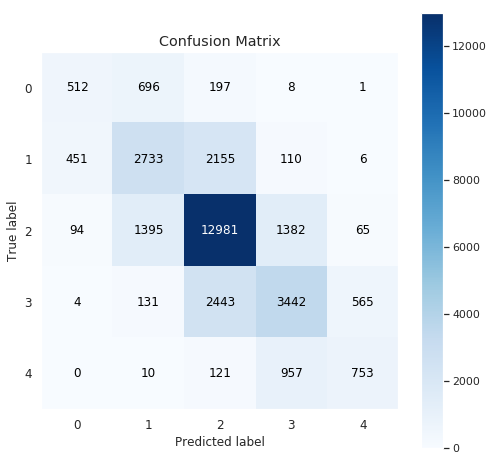 Confusion Matrix
True label
0 512 696 197 8 1
1 451 2733 2155 110 6
2 94 1395 12981 1382 65
3 4 131 2443 3442 565
4 0 10 121 957 753
0 1 2 3 4
Predicted label
12000
10000
8000
6000
4000
2000
0